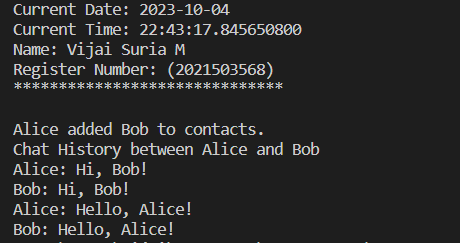 Current Date: 2023-10-04
Current Time: 22:43:17.845650800
Name: Vijai Suria M
Register Number: (2021503568)
******************************
Alice added Bob to contacts.
Chat History between Alice and Bob
Alice: Hi, Bob!
Bob: Hi, Bob!
Alice: Hello, Alice!
Bob: Hello, Alice!